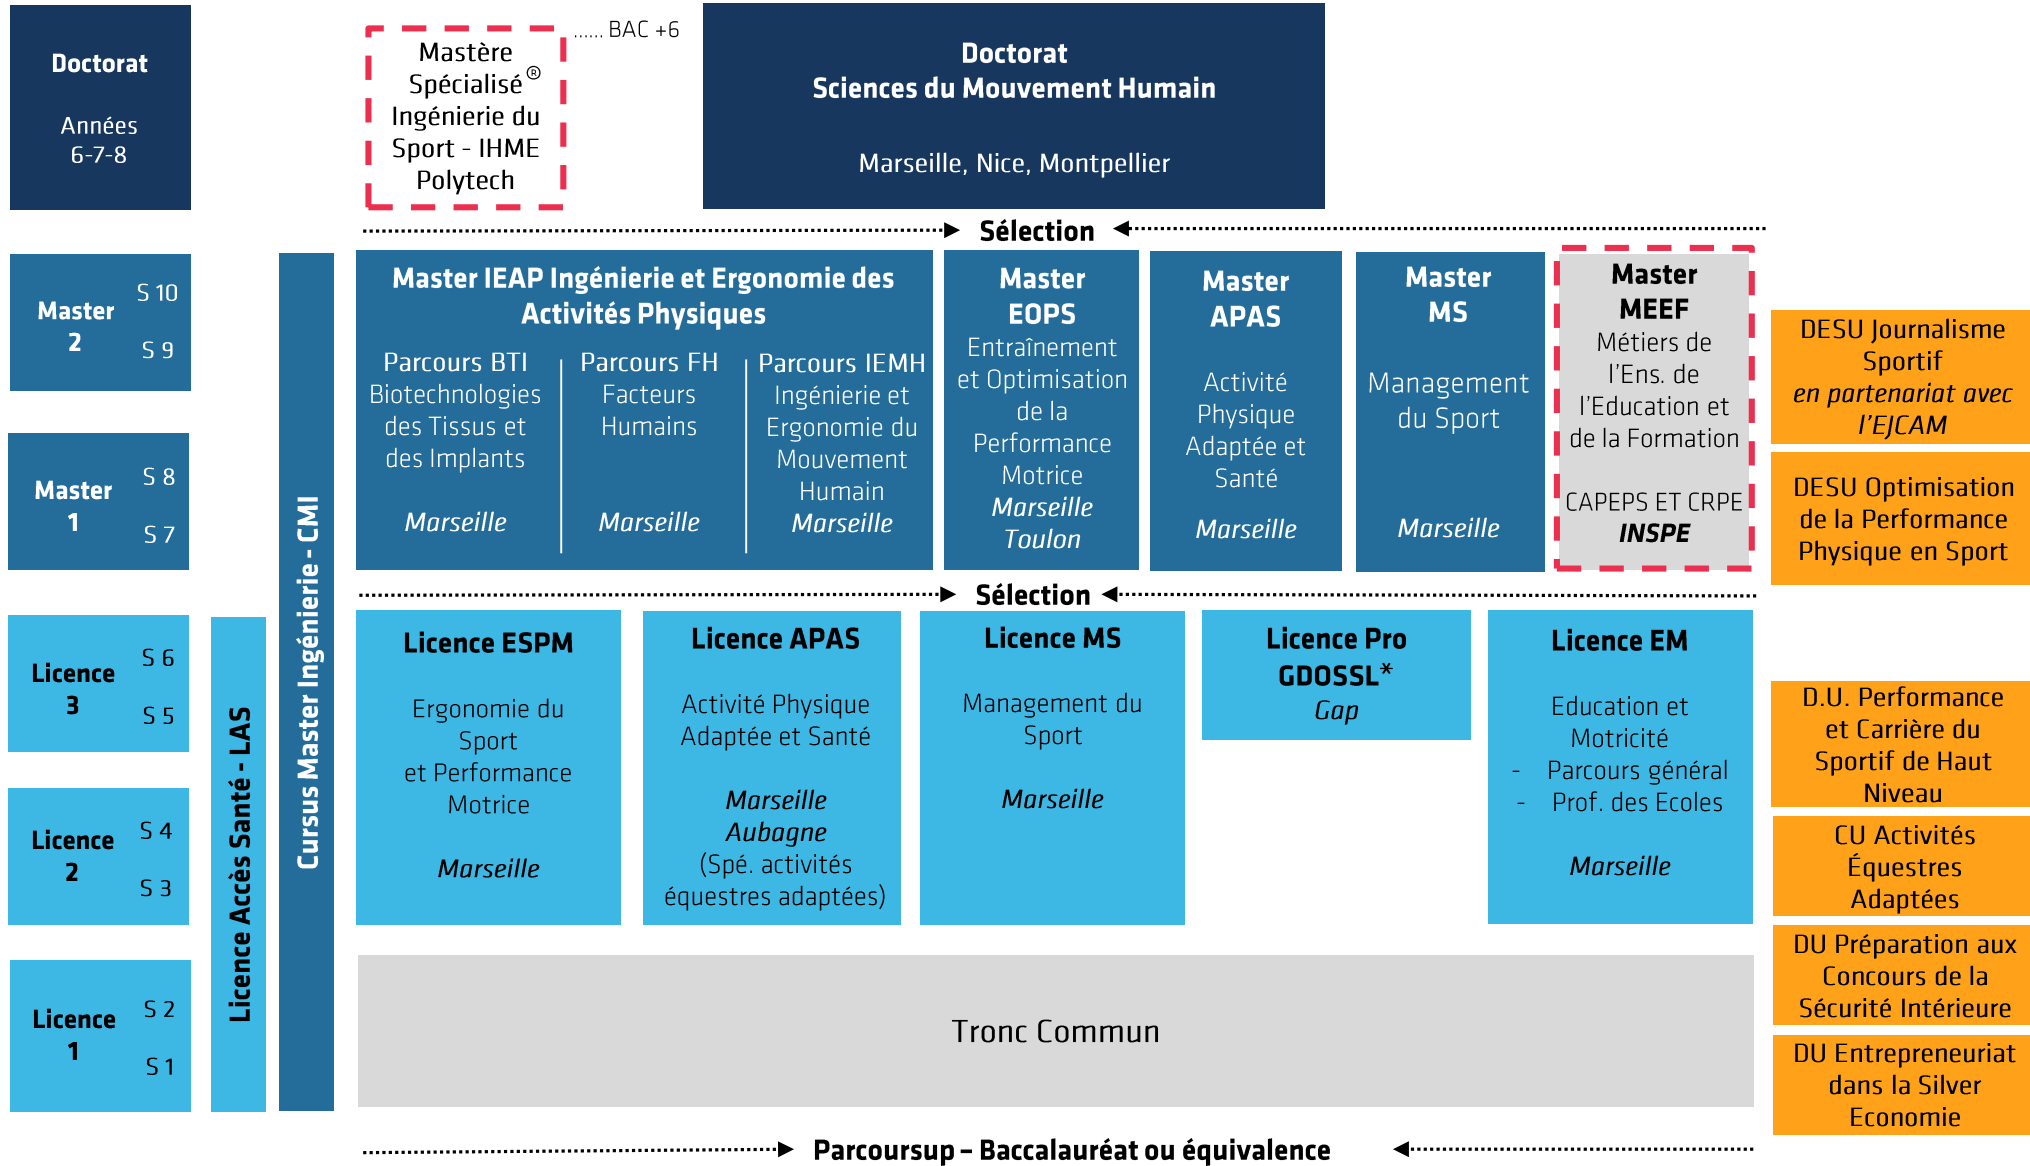 Doctorat
Années
6-7-8
Mastère
Spécialisé®
Ingénierie du
Sport - IHME
Polytech
...... BAC +6
Doctorat
Sciences du Mouvement Humain
Marseille, Nice, Montpellier
Sélection
Master
2
S 10
S 9
Master
1
S 8
S 7
Cursus Master Ingénierie - CMI
Master IEAP Ingénierie et Ergonomie des
Activités Physiques
Parcours BTI
Biotechnologies
des Tissus et
des Implants
Marseille
Parcours FH
Facteurs
Humains
Marseille
Parcours IEMH
Ingénierie et
Ergonomie du
Mouvement
Humain
Marseille
Master
EOPS
Entraînement
et Optimisation
de la
Performance
Motrice
Marseille
Toulon
Master
APAS
Activité
Physique
Adaptée et
Santé
Marseille
Master
MS
Management
du Sport
Marseille
Master
MEEF
Métiers de
l'Ens. de
l'Education et
de la Formation
CAPEPS ET CRPE
INSPE
DESU Journalisme
Sportif
en partenariat avec
l'EJCAM
DESU Optimisation
de la Performance
Physique en Sport
Sélection
Licence
3
S 6
S 5
Licence
2
S 4
S 3
Licence
1
S 2
S 1
Licence Accès Santé - LAS
Licence ESPM
Ergonomie du
Sport
et Performance
Motrice
Marseille
Licence APAS
Activité Physique
Adaptée et Santé
Marseille
Aubagne
(Spé. activités
équestres adaptées)
Licence MS
Management du
Sport
Marseille
Licence Pro
GDOSSL*
Gap
Licence EM
Education et
Motricité
- Parcours général
- Prof. des Ecoles
Marseille
D.U. Performance
et Carrière du
Sportif de Haut
Niveau
CU Activités
Équestres
Adaptées
DU Préparation aux
Concours de la
Sécurité Intérieure
DU Entrepreneuriat
dans la Silver
Economie
Tronc Commun
Parcoursup – Baccalauréat ou équivalence